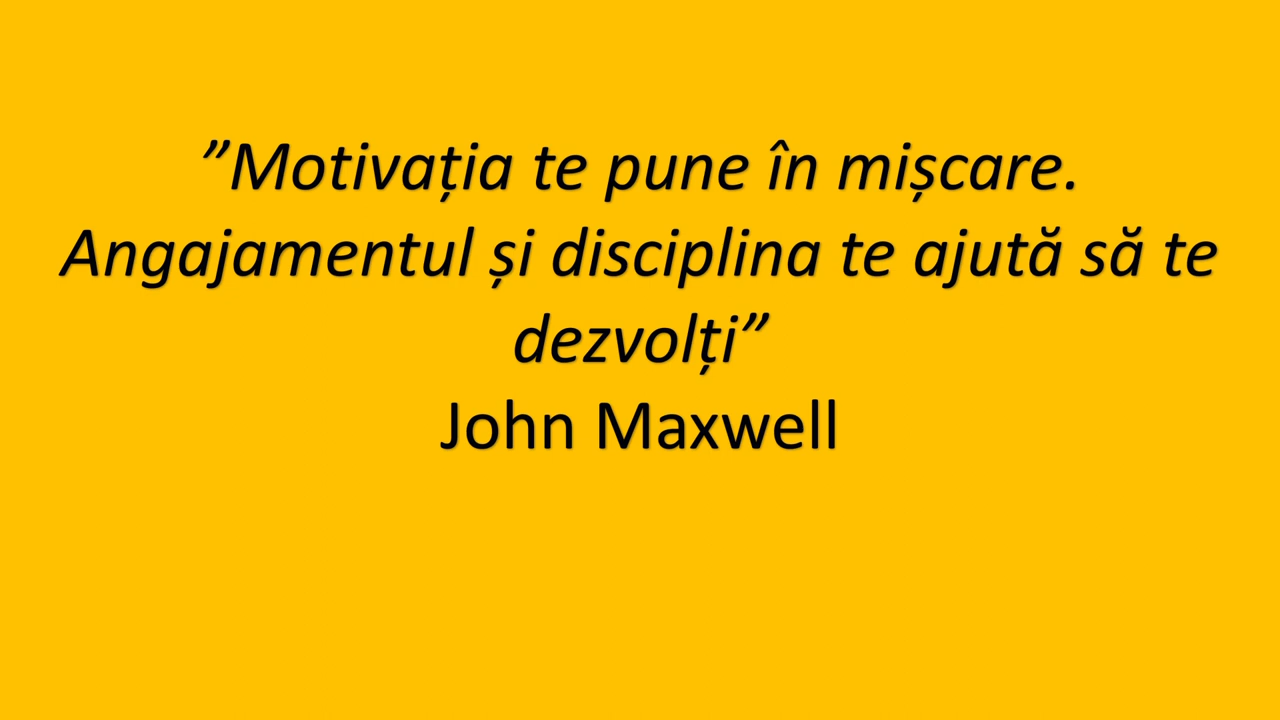 ”Motivația te pune în mișcare.
Angajamentul și disciplina te ajută să te
dezvolți”
John Maxwell